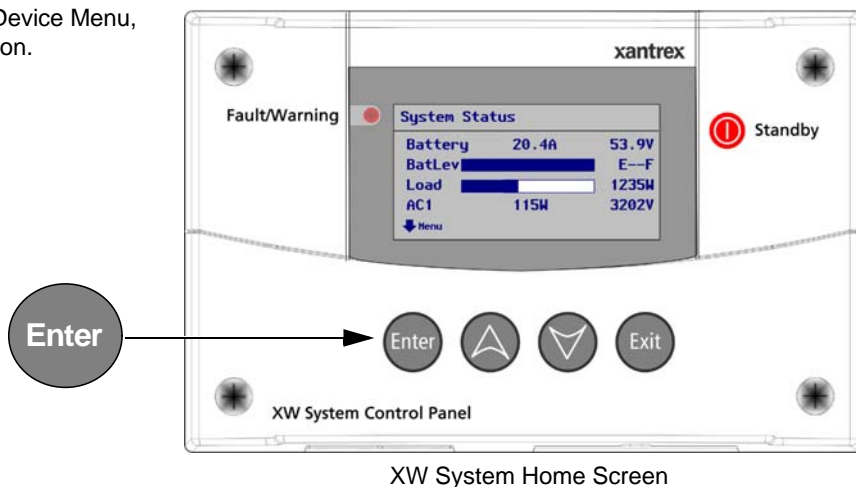 Device Menu,
on.
xantrex
Fault/Warning
Standby
System Status
Battery 20.4A 53.9V
BatLev E--F
Load 1235W
AC1 115W 3202V
Menu
Enter
Enter
Exit
XW System Control Panel
XW System Home Screen